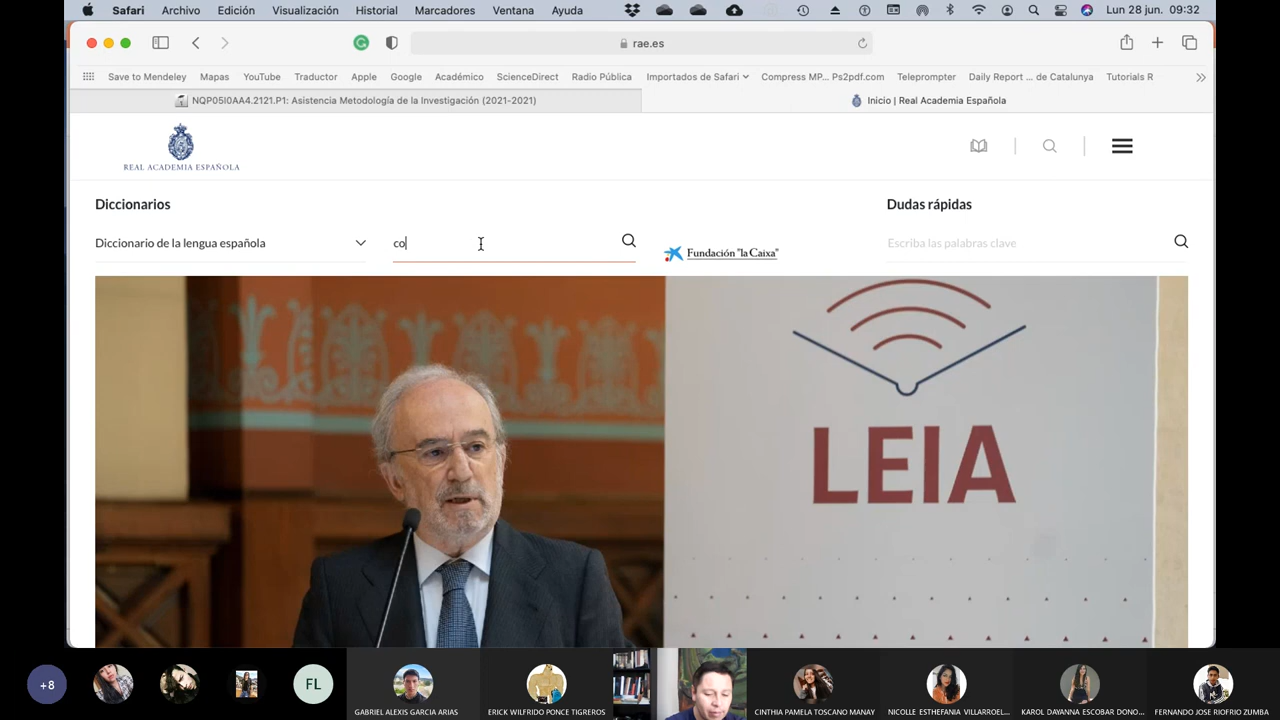 Safari Archivo Edición Visualización Historial Marcadores Ventana Ayuda Lun 28 jun. 09:32
rae.es
Save to Mendeley Mapas YouTube Traductor Apple Google Académico ScienceDirect Radio Pública Importados de Safari Compress MP... Ps2pdf.com Teleprompter Daily Report ... de Catalunya Tutorials R
NQP05I0AA4.2121.P1: Asistencia Metodología de la Investigación (2021-2021) Inicio | Real Academia Española
REAL ACADEMIA ESPAÑOLA
Diccionarios Dudas rápidas
Diccionario de la lengua española co Escriba las palabras clave
Fundación "la Caixa"
LEIA
+8 FL
GABRIEL ALEXIS GARCIA ARIAS ERICK WILFRIDO PONCE TIGREROS CINTHIA PAMELA TOSCANO MANAY NICOLLE ESTHEFANIA VILLARROEL... KAROL DAYANNA ESCOBAR DONO... FERNANDO JOSE RIOFRIO ZUMBA